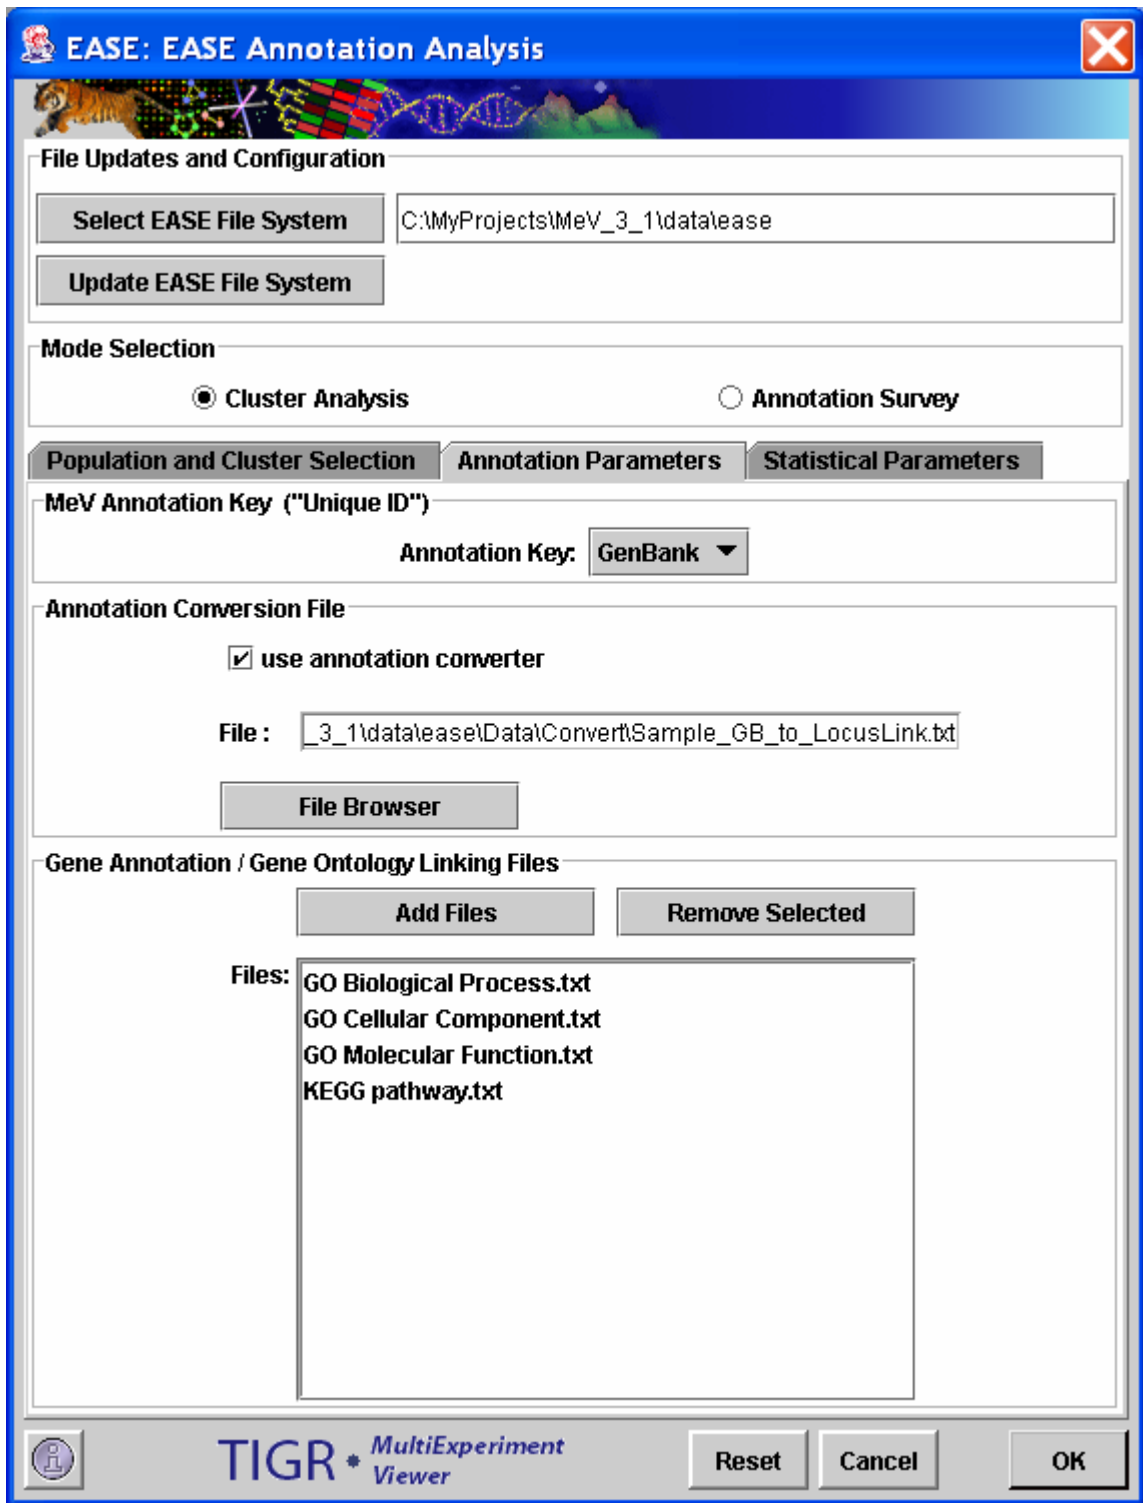 EASE: EASE Annotation Analysis
File Updates and Configuration
Select EASE File System C:\MyProjects\MeV_3_1\data\ease
Update EASE File System
Mode Selection
Cluster Analysis Annotation Survey
Population and Cluster Selection Annotation Parameters Statistical Parameters
MeV Annotation Key ("Unique ID")
Annotation Key: GenBank
Annotation Conversion File
use annotation converter
File : _3_1\data\ease\Data\Convert\Sample_GB_to_LocusLink.txt
File Browser
Gene Annotation / Gene Ontology Linking Files
Add Files Remove Selected
Files: GO Biological Process.txt
GO Cellular Component.txt
GO Molecular Function.txt
KEGG pathway.txt
TIGR MultiExperiment Viewer Reset Cancel OK